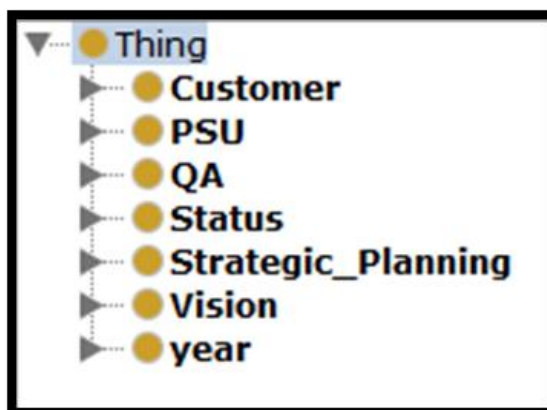 Thing
Customer
PSU
QA
Status
Strategic_Planning
Vision
year